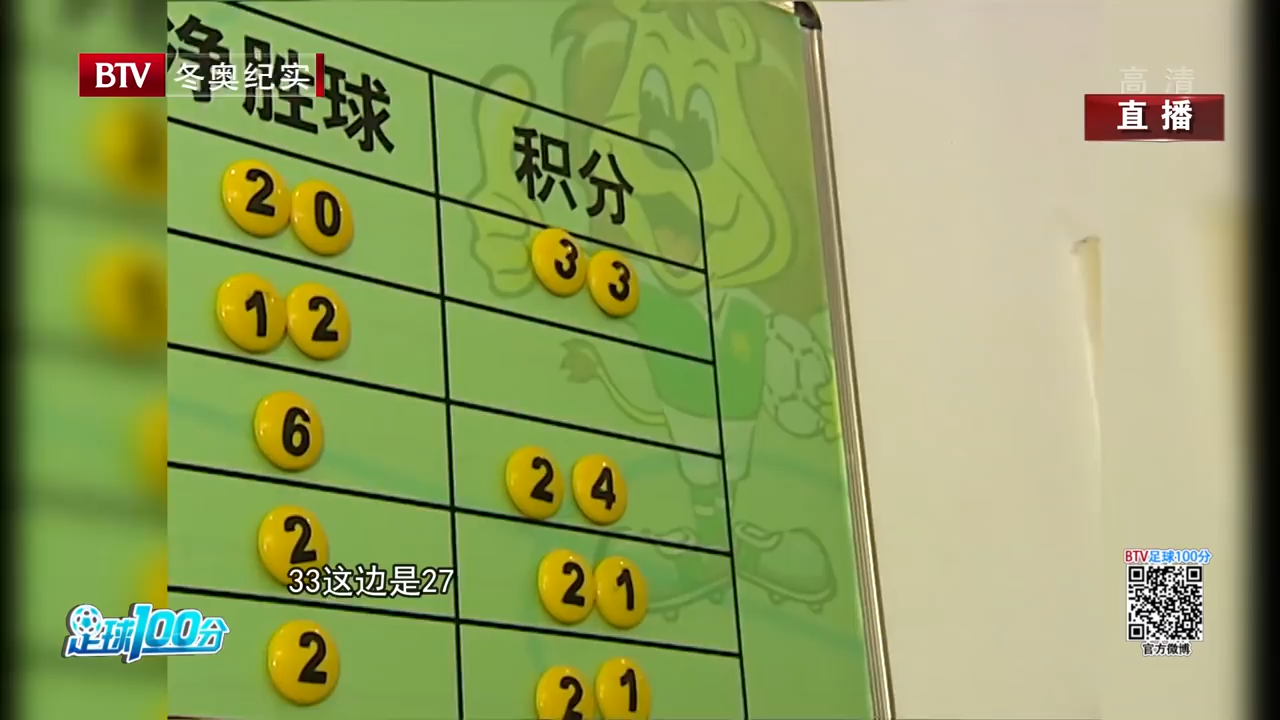 BTV 冬奥纪实
高清
直播
净胜球 积分
20 33
12
6 24
2 21
2 21
33这边是27
足球100分
BTV足球100分
官方微博